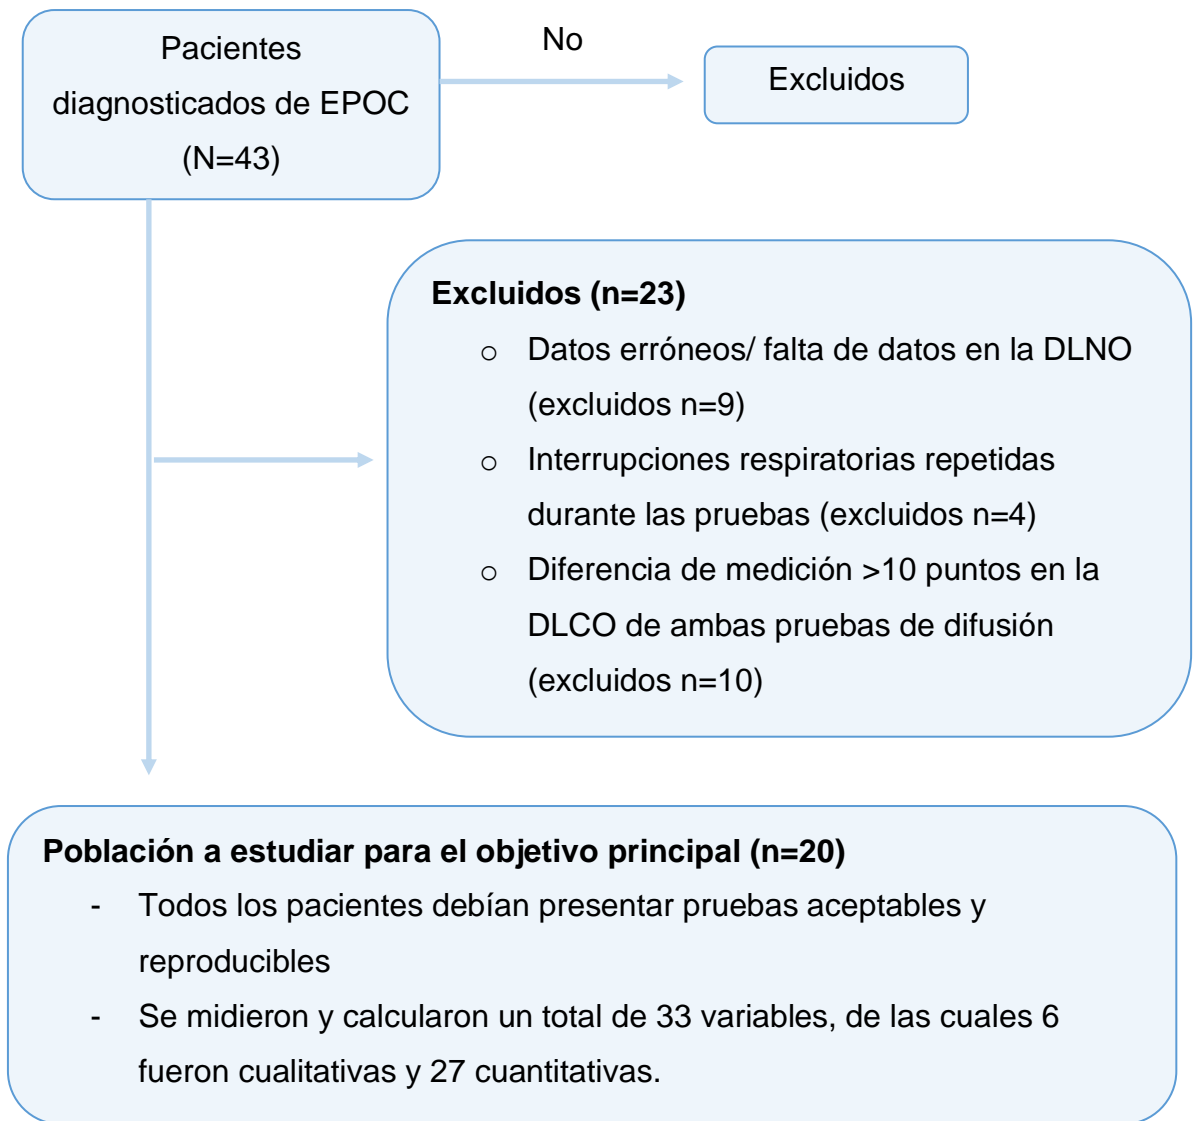 Pacientes
diagnosticados de EPOC
(N=43)
No
Excluidos
Excluidos (n=23)
o Datos erróneos/ falta de datos en la DLNO
(excluidos n=9)
o Interrupciones respiratorias repetidas
durante las pruebas (excluidos n=4)
o Diferencia de medición >10 puntos en la
DLCO de ambas pruebas de difusión
(excluidos n=10)
Población a estudiar para el objetivo principal (n=20)
- Todos los pacientes debían presentar pruebas aceptables y
reproducibles
- Se midieron y calcularon un total de 33 variables, de las cuales 6
fueron cualitativas y 27 cuantitativas.